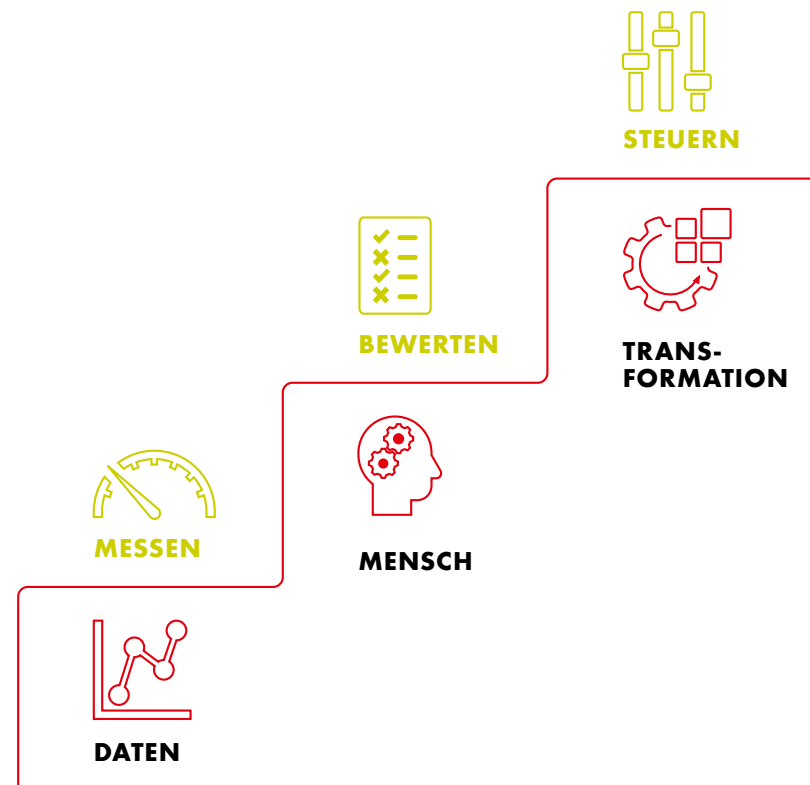 STEUERN
BEWERTEN
TRANS-
FORMATION
MESSEN
MENSCH
DATEN